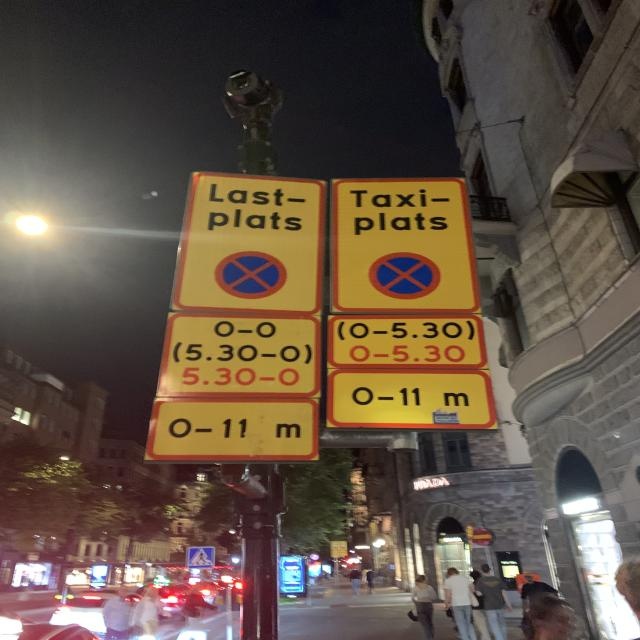 Last-
plats
0-0
(5.30-0)
5.30-0
0-11 m
Taxi-
plats
(0-5.30)
0-5.30
0-11 m